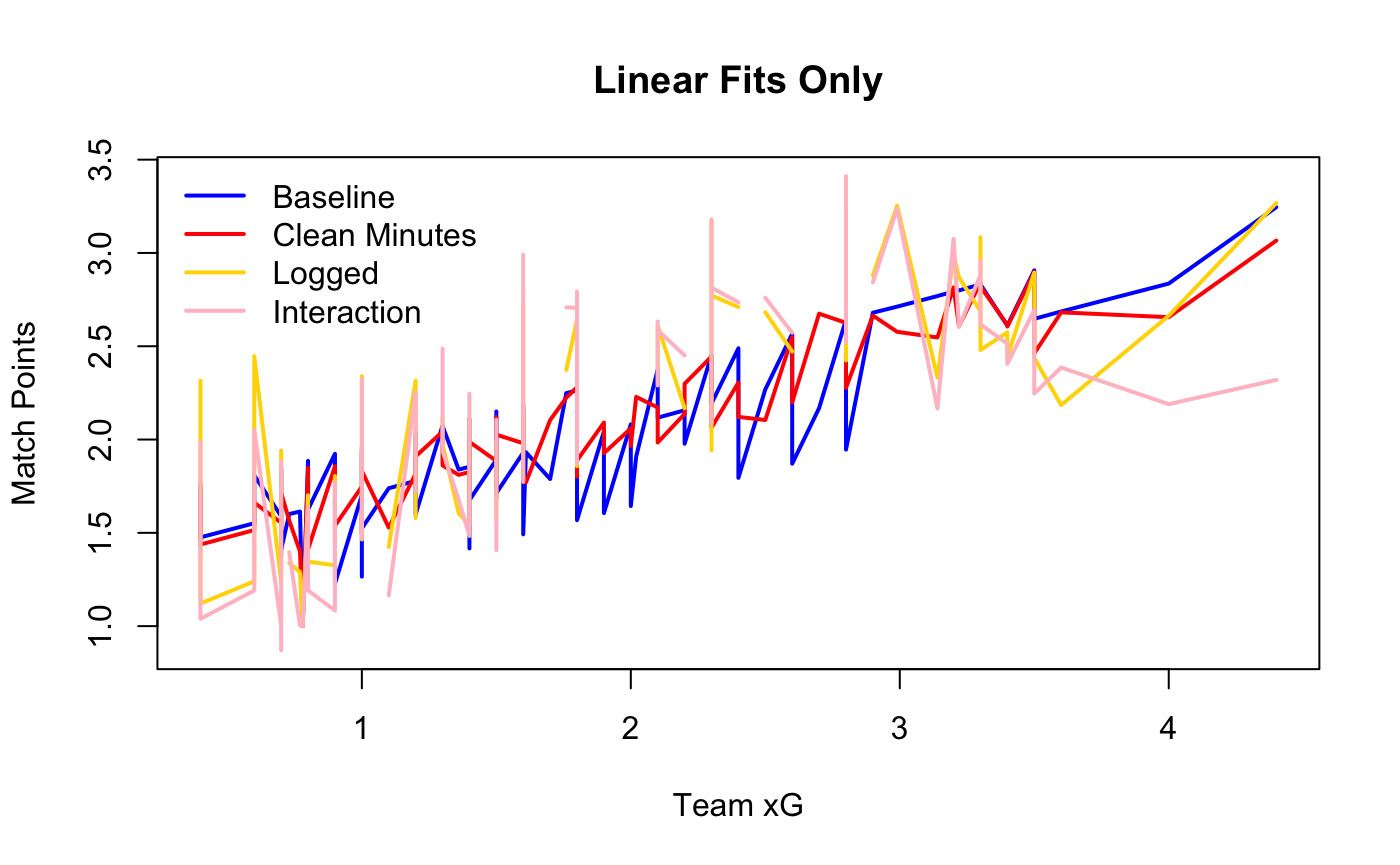 Linear Fits Only
Baseline
Clean Minutes
Logged
Interaction
Match Points
3.5
3.0
2.5
2.0
1.5
1.0
1 2 3 4
Team xG